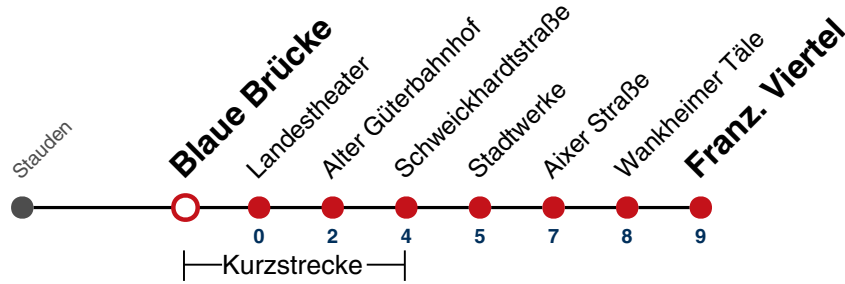 Stauden
Blaue Brücke
Landestheater
Alter Güterbahnhof
Schweickhardtstraße
Stadtwerke
Aixer Straße
Wankheimer Täle
Franz. Viertel
0 2 4 5 7 8 9
Kurzstrecke